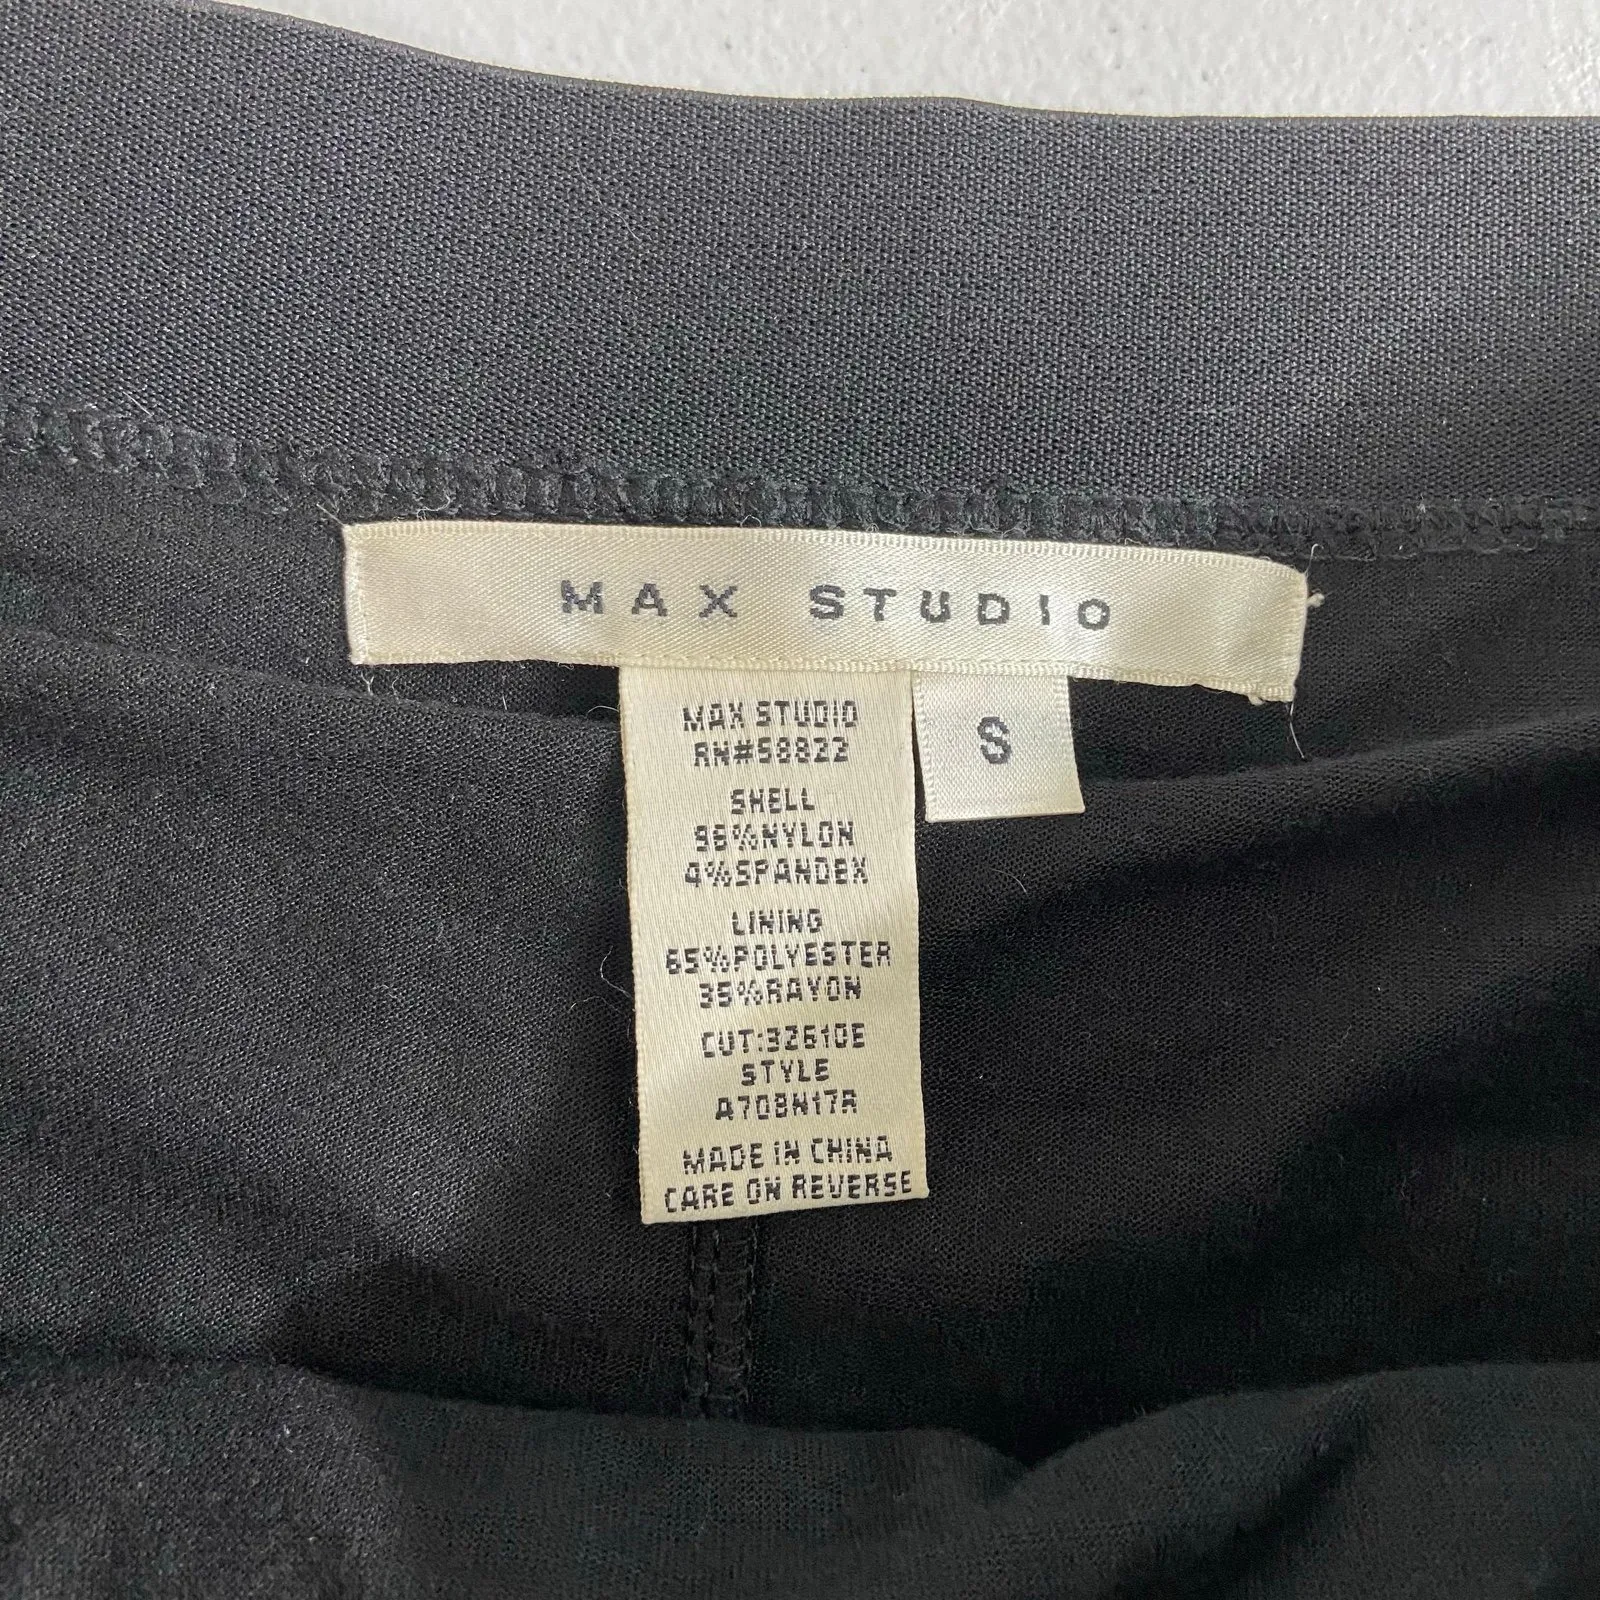 MAX STUDIO
S
MAX STUDIO
RN#58822
SHELL
96%NYLON
4%SPANDEX
LINING
65%POLYESTER
35%RAYON
CUT:32610E
STYLE
A708N17R
MADE IN CHINA
CARE ON REVERSE